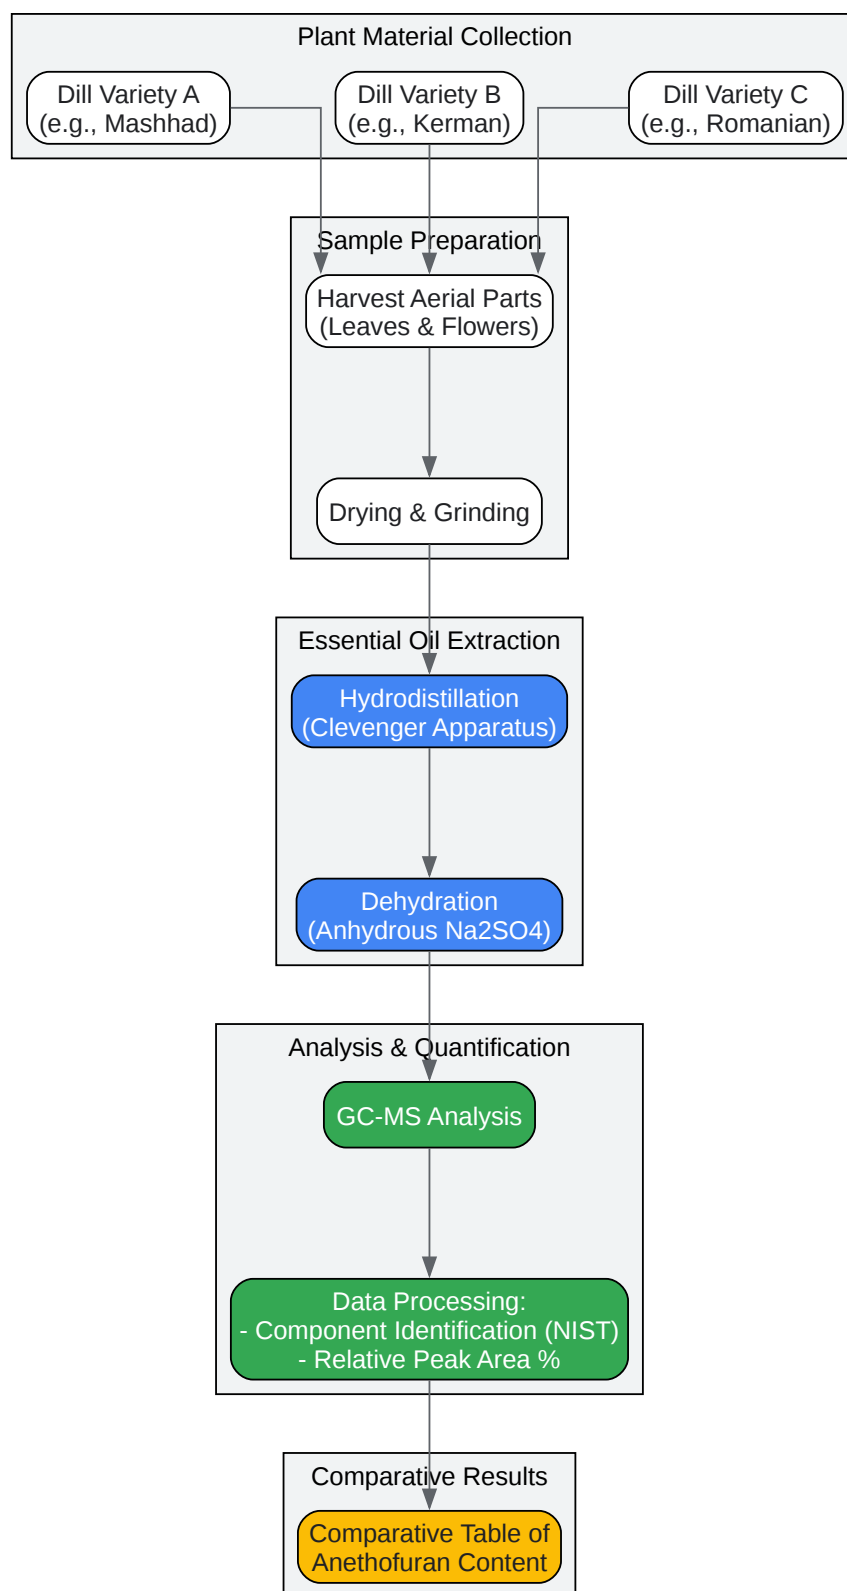 Plant Material Collection
Dill Variety A
(e.g., Mashhad)
Dill Variety B
(e.g., Kerman)
Dill Variety C
(e.g., Romanian)
Sample Preparation
Harvest Aerial Parts
(Leaves & Flowers)
Drying & Grinding
Essential Oil Extraction
Hydrodistillation
(Clevenger Apparatus)
Dehydration
(Anhydrous Na2SO4)
Analysis & Quantification
GC-MS Analysis
Data Processing:
- Component Identification (NIST)
- Relative Peak Area %
Comparative Results
Comparative Table of
Anethofuran Content